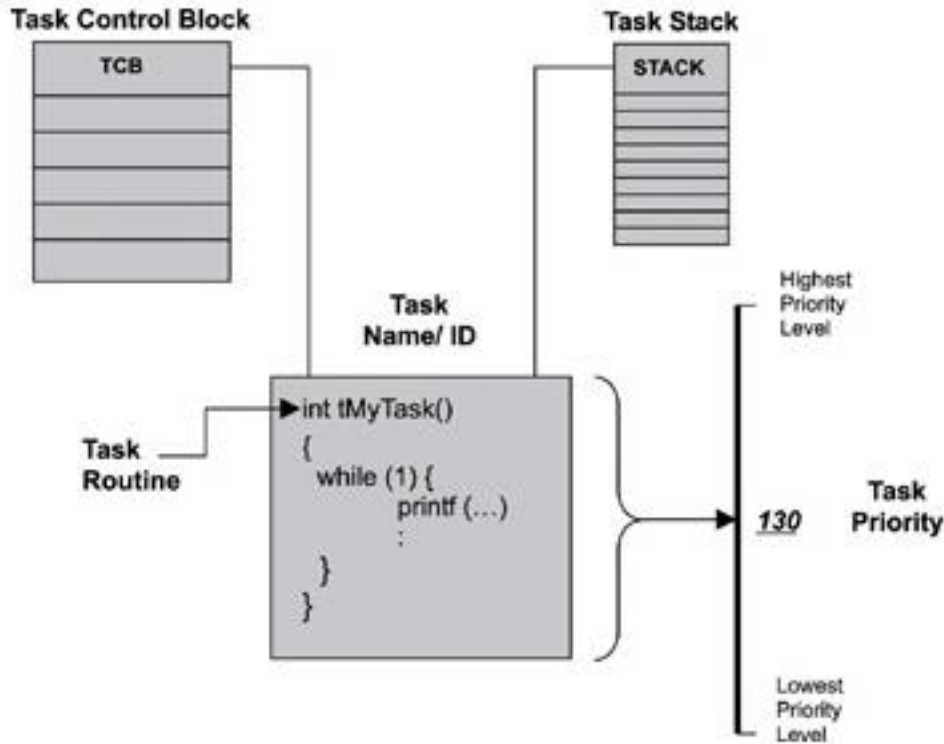 Task Control Block
TCB
Task Stack
STACK
Task
Name/ ID
Highest
Priority
Level
int tMyTask()
{
while (1) {
printf (...)
:
}
}
Task
Routine
130
Task
Priority
Lowest
Priority
Level